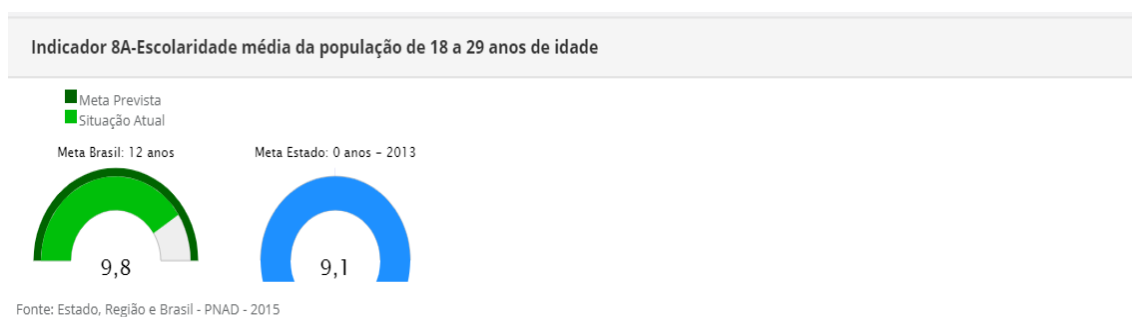 Indicador 8A-Escolaridade média da população de 18 a 29 anos de idade
Meta Prevista
Situação Atual
Meta Brasil: 12 anos
Meta Estado: 0 anos – 2013
9,8
9,1
Fonte: Estado, Região e Brasil - PNAD - 2015